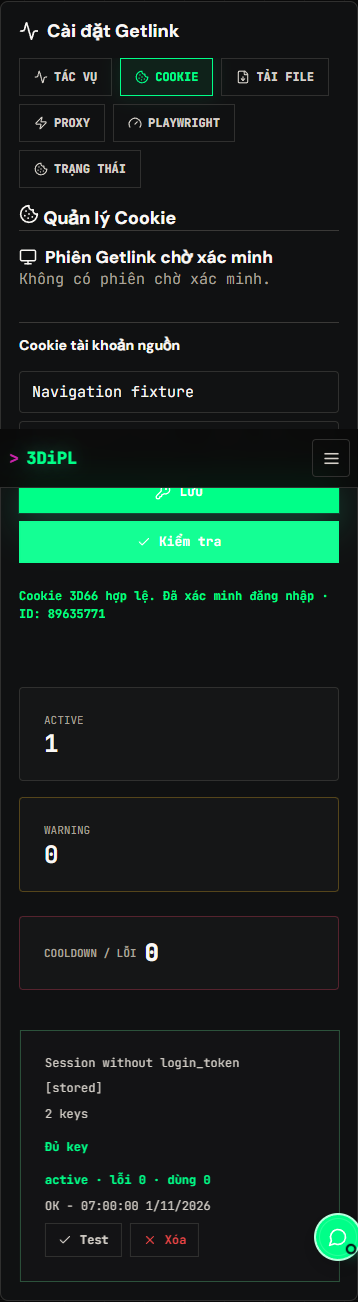 Cài đặt Getlink
TÁC VỤ
COOKIE
TẢI FILE
PROXY
PLAYWRIGHT
TRẠNG THÁI
Quản lý Cookie
Phiên Getlink chờ xác minh
Không có phiên chờ xác minh.
Cookie tài khoản nguồn
Navigation fixture
> 3DiPL
LƯU
Kiểm tra
Cookie 3D66 hợp lệ. Đã xác minh đăng nhập ·
ID: 89635771
ACTIVE
1
WARNING
0
COOLDOWN / LỖI 0
Session without login_token
[stored]
2 keys
Đủ key
active · lỗi 0 · dùng 0
OK - 07:00:00 1/11/2026
Test
Xóa